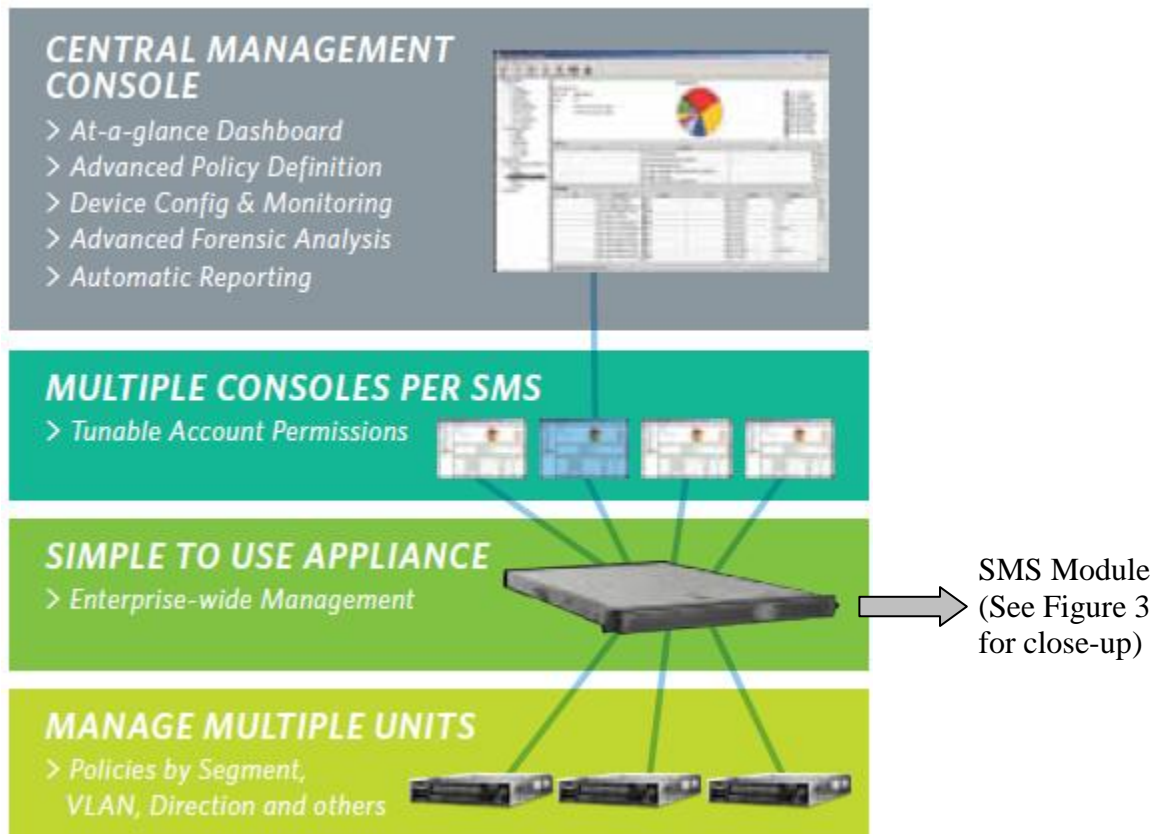 CENTRAL MANAGEMENT
CONSOLE
> At-a-glance Dashboard
> Advanced Policy Definition
> Device Config & Monitoring
> Advanced Forensic Analysis
> Automatic Reporting
MULTIPLE CONSOLES PER SMS
> Tunable Account Permissions
SIMPLE TO USE APPLIANCE
> Enterprise-wide Management
SMS Module
(See Figure 3
for close-up)
MANAGE MULTIPLE UNITS
> Policies by Segment,
VLAN, Direction and others